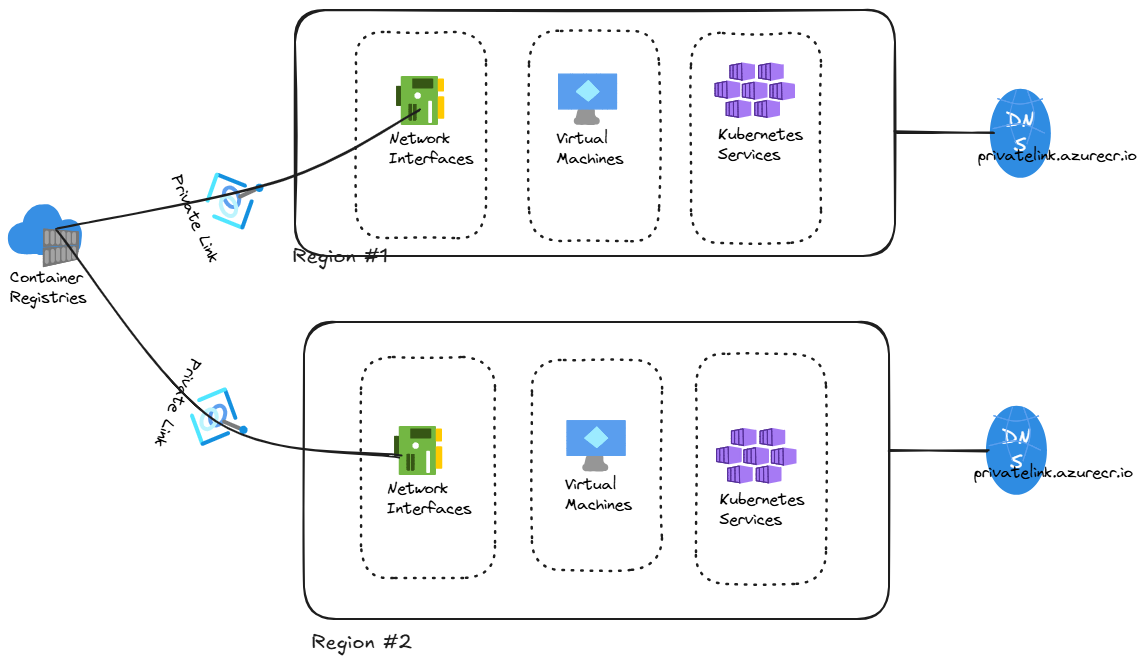 Network
Interfaces
Virtual
Machines
Kubernetes
Services
DN
S
privatelink.azurecr.io
Private Link
Region #1
Container
Registries
Private Link
Network
Interfaces
Virtual
Machines
Kubernetes
Services
DN
S
privatelink.azurecr.io
Region #2